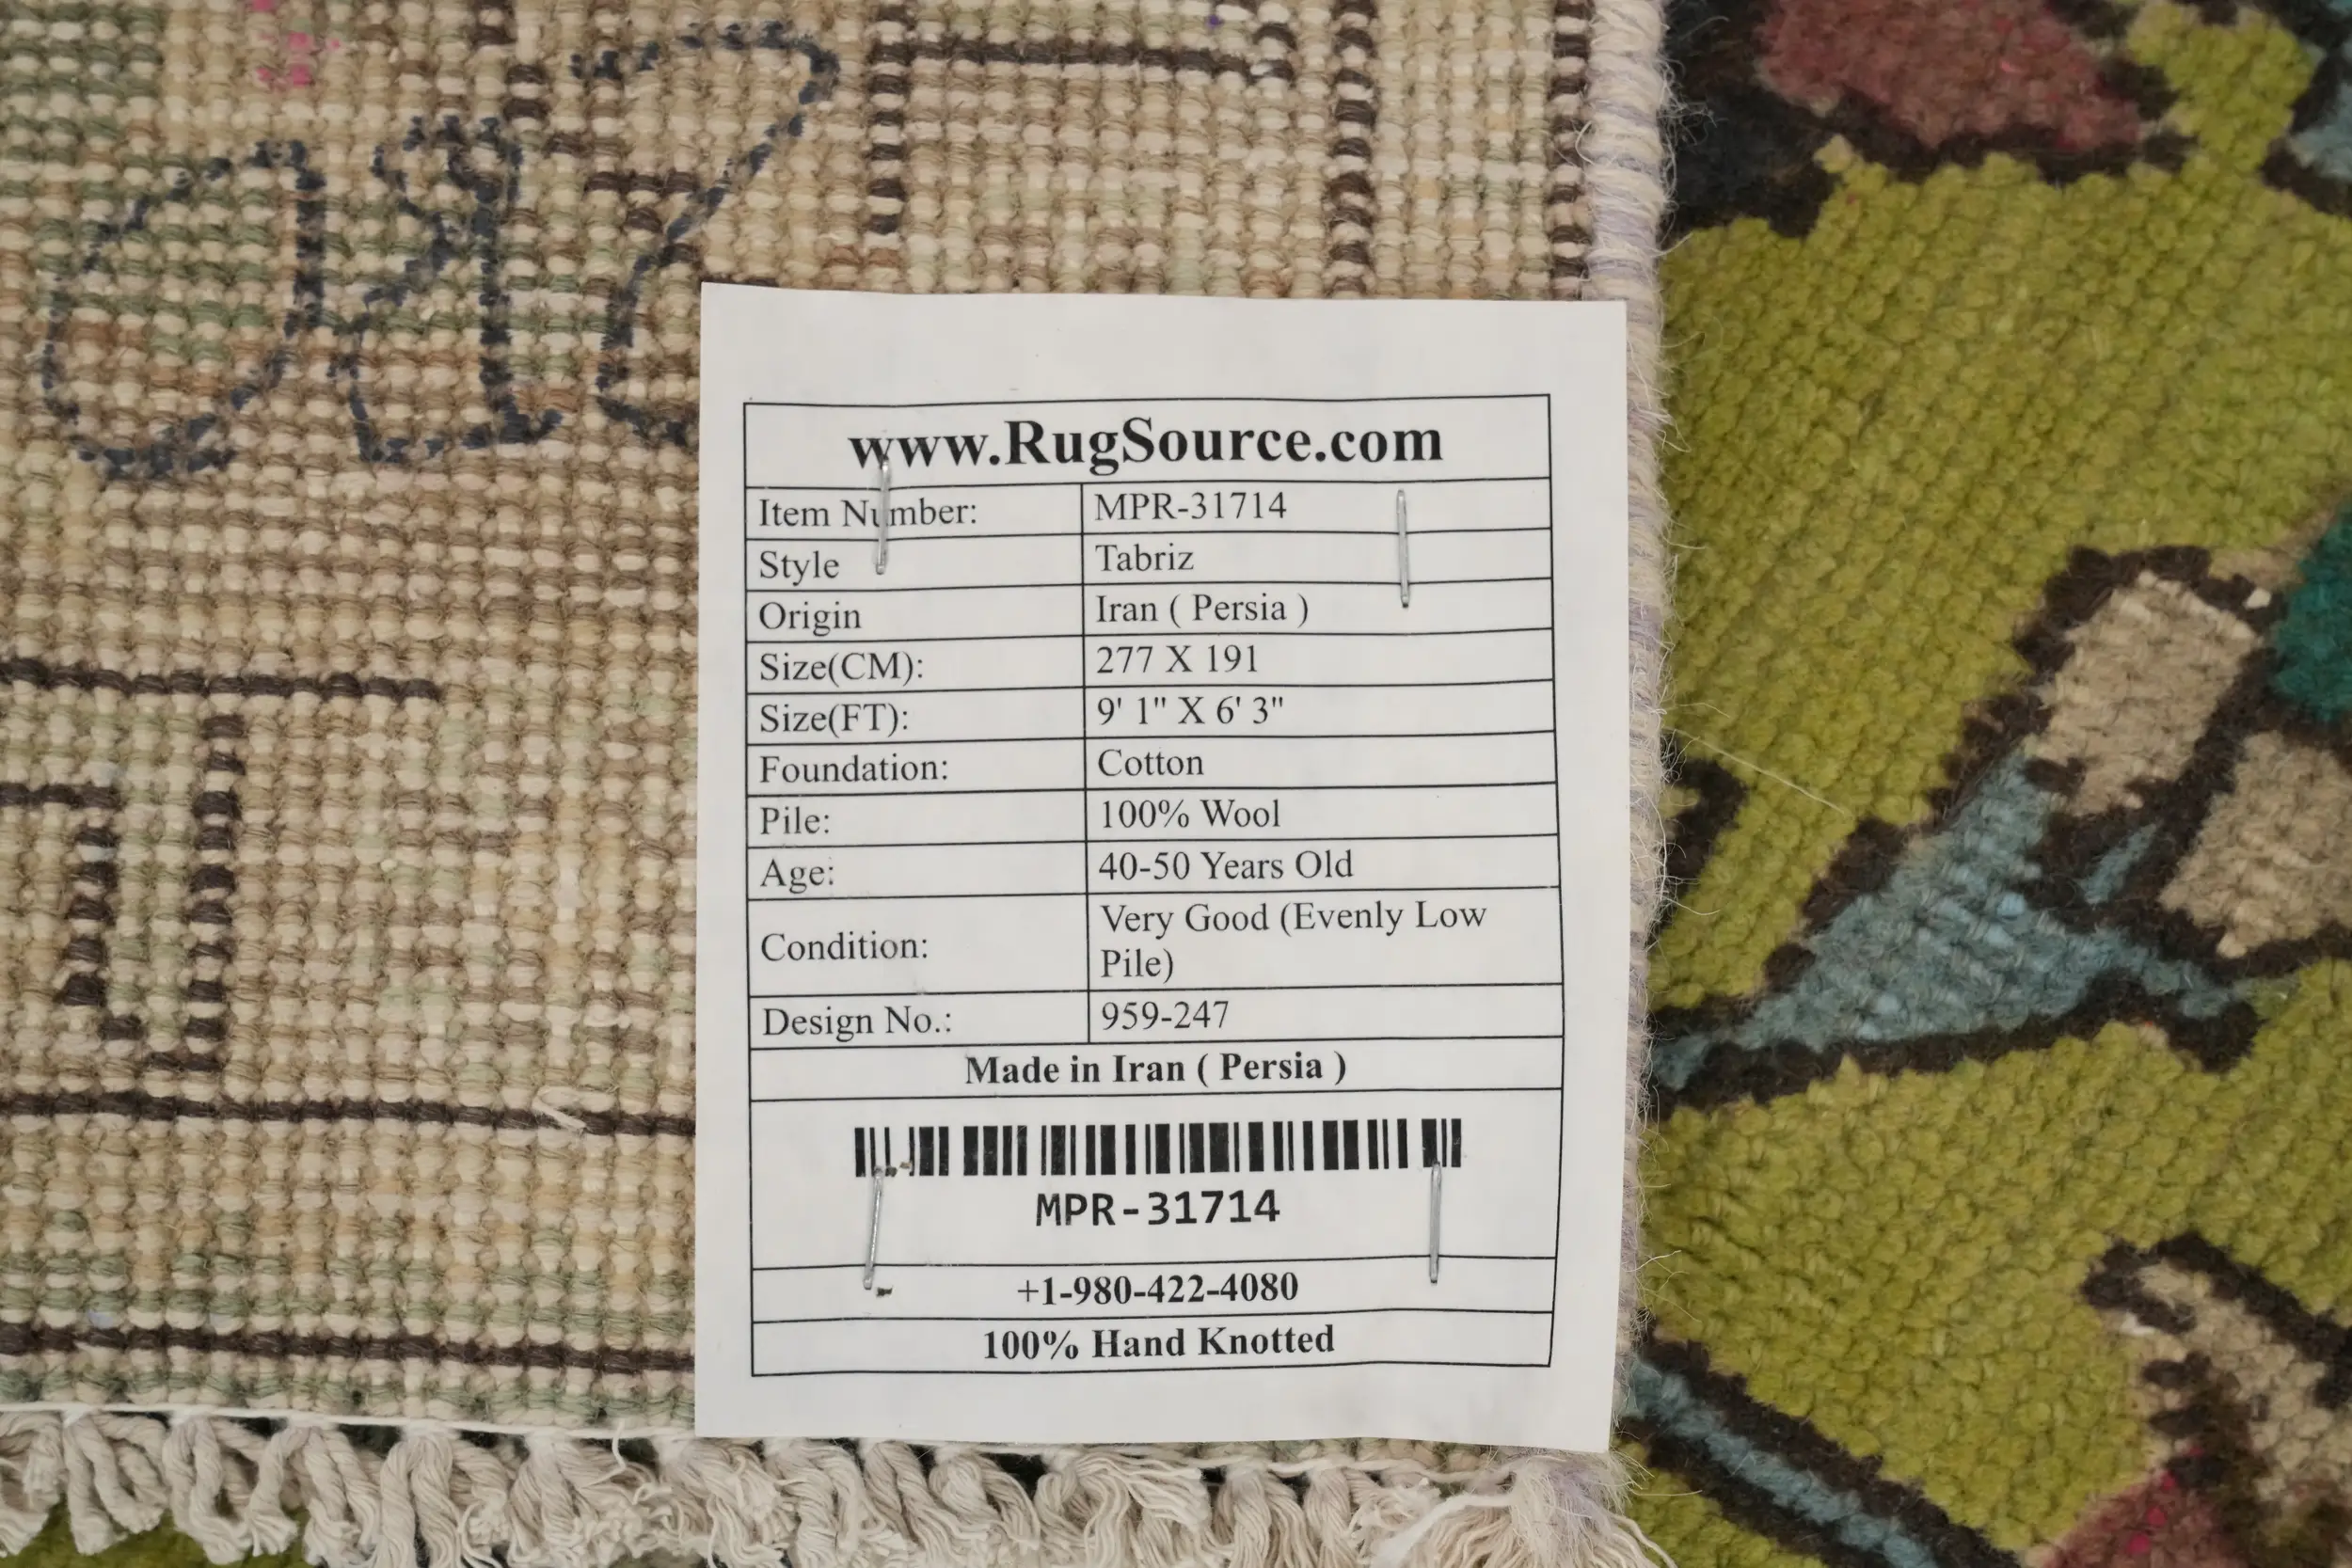 www.RugSource.com
Item Number: MPR-31714
Style Tabriz
Origin Iran ( Persia )
Size(CM): 277 X 191
Size(FT): 9' 1" X 6' 3"
Foundation: Cotton
Pile: 100% Wool
Age: 40-50 Years Old
Condition: Very Good (Evenly Low
Pile)
Design No.: 959-247
Made in Iran ( Persia )
MPR-31714
+1-980-422-4080
100% Hand Knotted